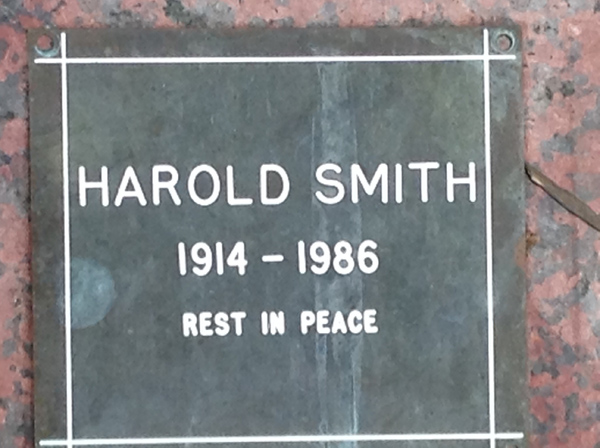 HAROLD SMITH
1914 - 1986
REST IN PEACE